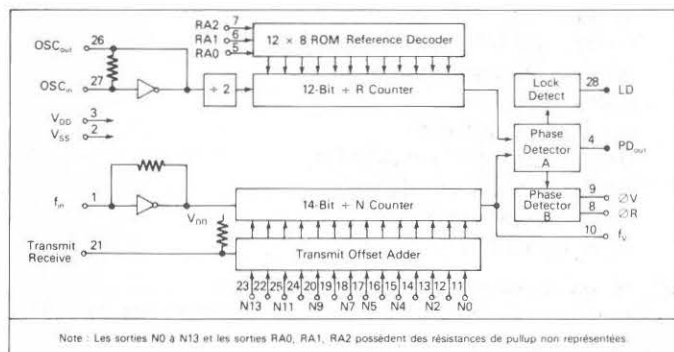 RA2 7
RA1 6
RA0 5
12 × 8 ROM Reference Decoder
OSCout 26
OSCin 27
÷ 2
12-Bit ÷ R Counter
Lock Detect
28 LD
VDD 3
VSS 2
Phase Detector A
4 PDout
fin 1
VDD
14-Bit ÷ N Counter
Phase Detector B
9 ØV
8 ØR
10 fV
Transmit Receive 21
Transmit Offset Adder
23 22 25 24 20 19 18 17 16 15 14 13 12 11
N13 N11 N9 N7 N5 N4 N2 N0
Note : Les sorties N0 à N13 et les sorties RA0, RA1, RA2 possèdent des résistances de pullup non représentées.